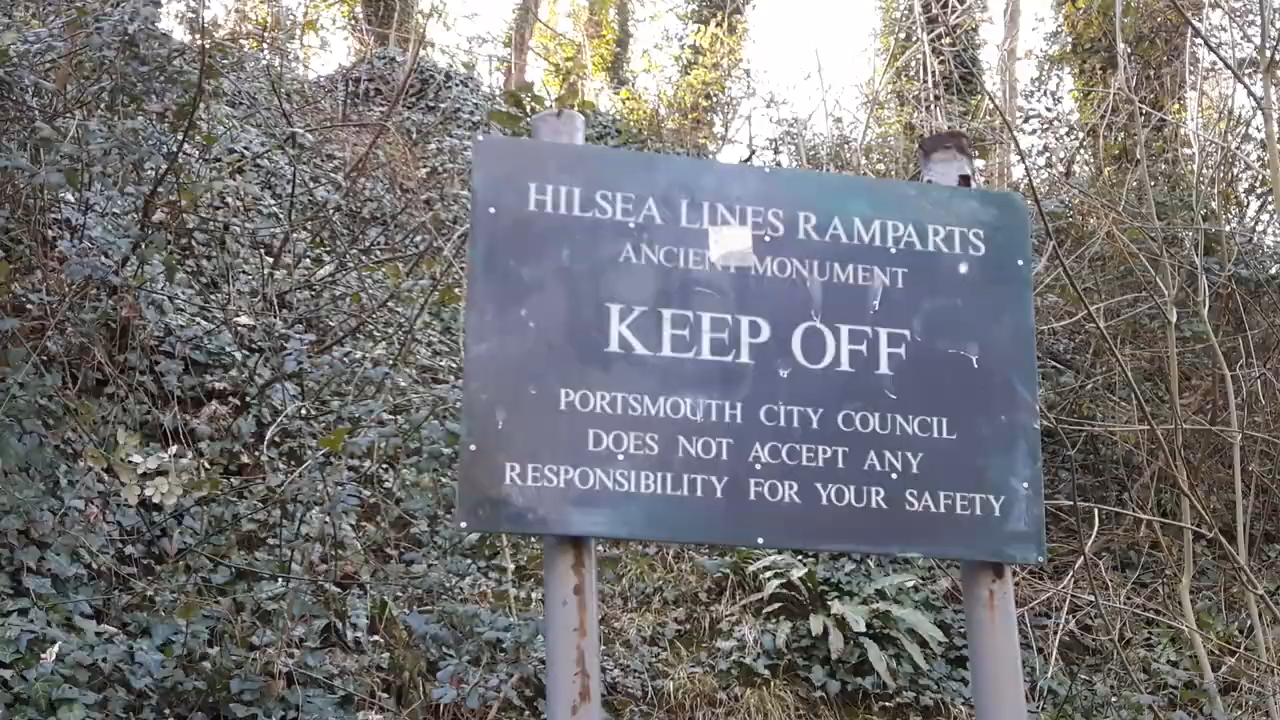 HILSEA LINES RAMPARTS
ANCIENT MONUMENT
KEEP OFF
PORTSMOUTH CITY COUNCIL
DOES NOT ACCEPT ANY
RESPONSIBILITY FOR YOUR SAFETY